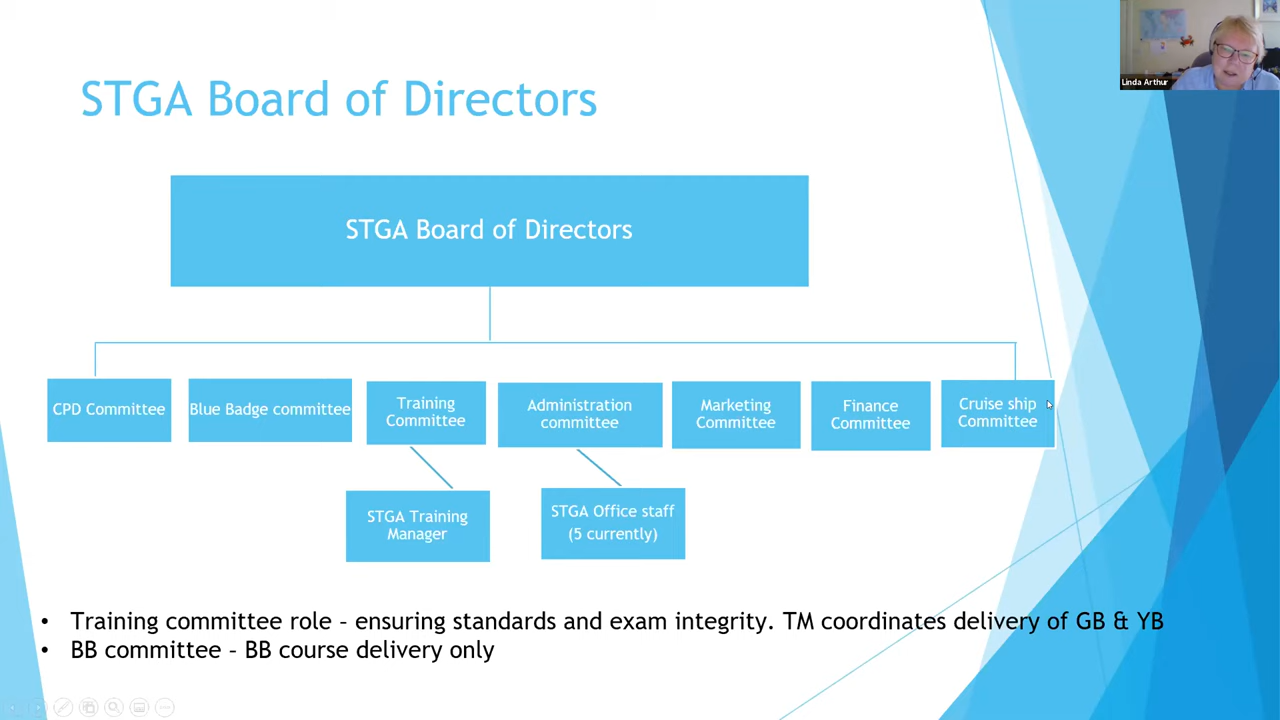 Linda Arthur
STGA Board of Directors
STGA Board of Directors
CPD Committee
Blue Badge committee
Training
Committee
Administration
committee
Marketing
Committee
Finance
Committee
Cruise ship
Committee
STGA Training
Manager
STGA Office staff
(5 currently)
• Training committee role – ensuring standards and exam integrity. TM coordinates delivery of GB & YB
• BB committee – BB course delivery only